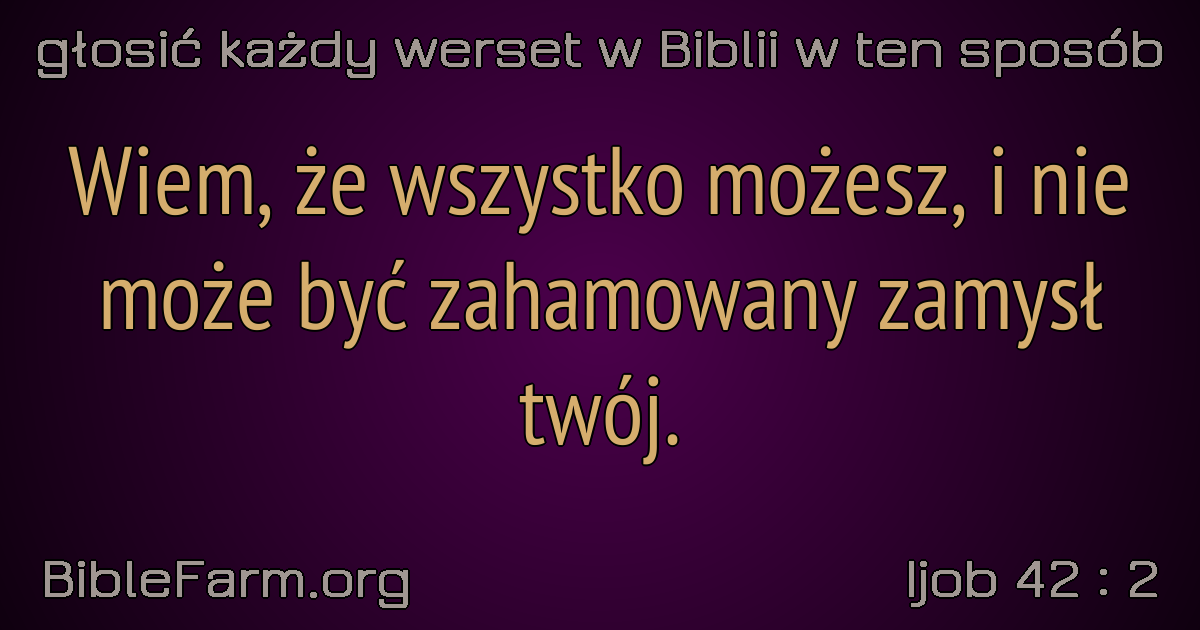 głosić każdy werset w Biblii w ten sposób
Wiem, że wszystko możesz, i nie
może być zahamowany zamysł
twój.
BibleFarm.org
Ijob 42 : 2